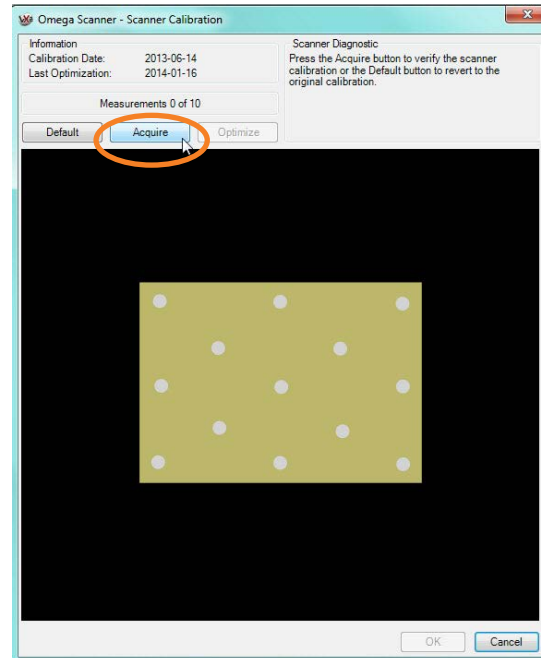 Omega Scanner - Scanner Calibration
Information
Calibration Date: 2013-06-14
Last Optimization: 2014-01-16
Measurements 0 of 10
Scanner Diagnostic
Press the Acquire button to verify the scanner
calibration or the Default button to revert to the
original calibration.
Default Acquire Optimize
OK Cancel